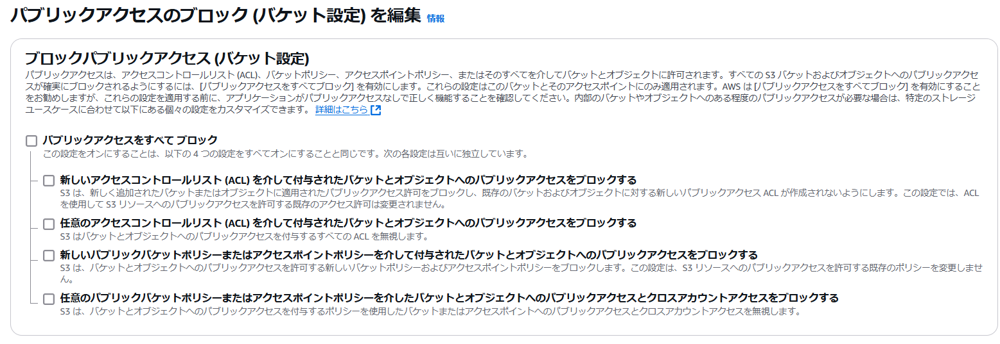 パブリックアクセスのブロック (バケット設定) を編集 情報
ブロックパブリックアクセス (バケット設定)
パブリックアクセスは、アクセスコントロールリスト (ACL)、バケットポリシー、アクセスポイントポリシー、またはそのすべてを介してバケットとオブジェクトに許可されます。すべての S3 バケットおよびオブジェクトへのパブリックアクセ
スが確実にブロックされるようにするには、[パブリックアクセスをすべてブロック] を有効にします。これらの設定はこのバケットとそのアクセスポイントにのみ適用されます。AWS は [パブリックアクセスをすべてブロック] を有効にすること
をお勧めしますが、これらの設定を適用する前に、アプリケーションがパブリックアクセスなしで正しく機能することを確認してください。内部のバケットやオブジェクトへのある程度のパブリックアクセスが必要な場合は、特定のストレージ
ユースケースに合わせて以下にある個々の設定をカスタマイズできます。 詳細はこちら
パブリックアクセスをすべて ブロック
この設定をオンにすることは、以下の 4 つの設定をすべてオンにすることと同じです。次の各設定は互いに独立しています。
新しいアクセスコントロールリスト (ACL) を介して付与されたバケットとオブジェクトへのパブリックアクセスをブロックする
S3 は、新しく追加されたバケットまたはオブジェクトに適用されたパブリックアクセス許可をブロックし、既存のバケットおよびオブジェクトに対する新しいパブリックアクセス ACL が作成されないようにします。この設定では、ACL
を使用して S3 リソースへのパブリックアクセスを許可する既存のアクセス許可は変更されません。
任意のアクセスコントロールリスト (ACL) を介して付与されたバケットとオブジェクトへのパブリックアクセスをブロックする
S3 はバケットとオブジェクトへのパブリックアクセスを付与するすべての ACL を無視します。
新しいパブリックバケットポリシーまたはアクセスポイントポリシーを介して付与されたバケットとオブジェクトへのパブリックアクセスをブロックする
S3 は、バケットとオブジェクトへのパブリックアクセスを許可する新しいバケットポリシーおよびアクセスポイントポリシーをブロックします。この設定は、S3 リソースへのパブリックアクセスを許可する既存のポリシーを変更しませ
ん。
任意のパブリックバケットポリシーまたはアクセスポイントポリシーを介したバケットとオブジェクトへのパブリックアクセスとクロスアカウントアクセスをブロックする
S3 は、バケットとオブジェクトへのパブリックアクセスを付与するポリシーを使用したバケットまたはアクセスポイントへのパブリックアクセスとクロスアカウントアクセスを無視します。